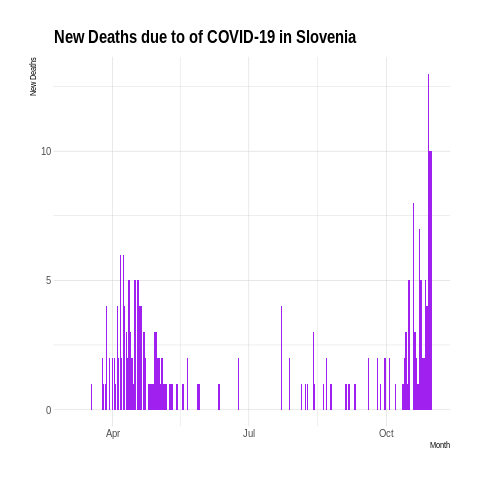 New Deaths due to of COVID-19 in Slovenia
New Deaths
10
5
0
Apr Jul Oct
Month